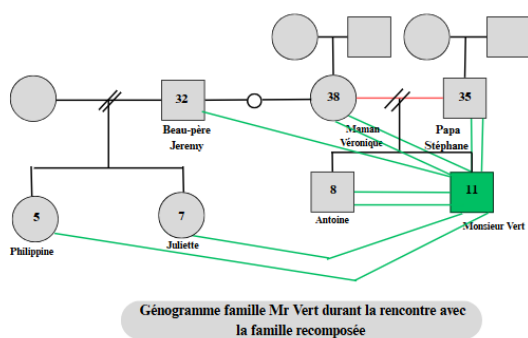 32
38
35
Beau-père
Jeremy
Maman
Véronique
Papa
Stéphane
5
7
8
11
Philippine
Juliette
Antoine
Monsieur Vert
Génogramme famille Mr Vert durant la rencontre avec
la famille recomposée